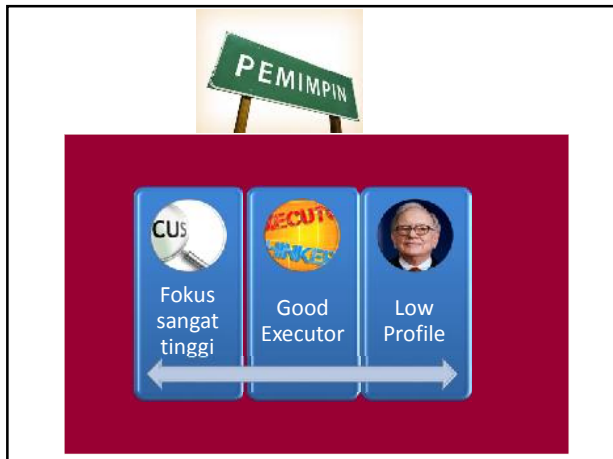 PEMIMPIN
CUS
Fokus
sangat
tinggi
Good
Executor
Low
Profile